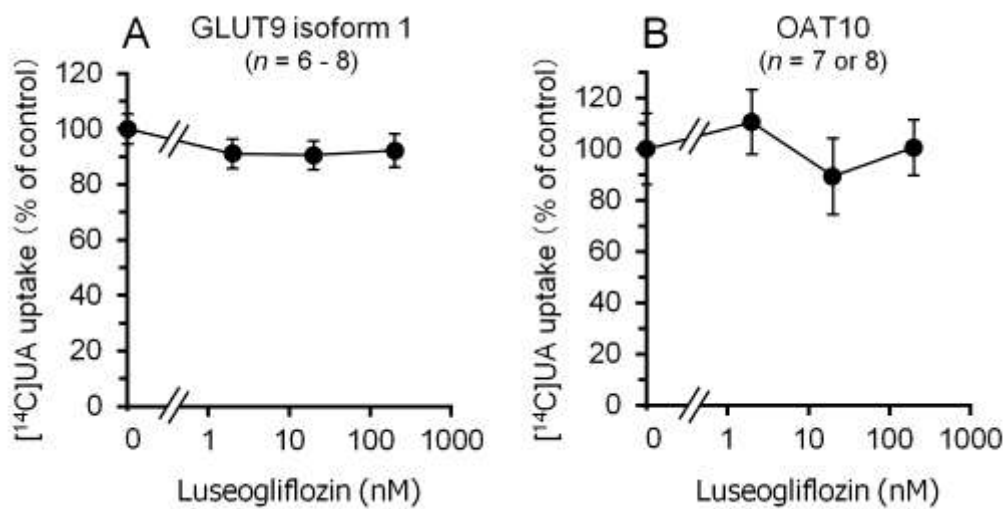 A
GLUT9 isoform 1
(n = 6 - 8)
[¹⁴C]UA uptake (% of control)
120
100
80
60
40
20
0
0 1 10 100 1000
Luseogliflozin (nM)
B
OAT10
(n = 7 or 8)
[¹⁴C]UA uptake (% of control)
120
100
80
60
40
20
0
0 1 10 100 1000
Luseogliflozin (nM)